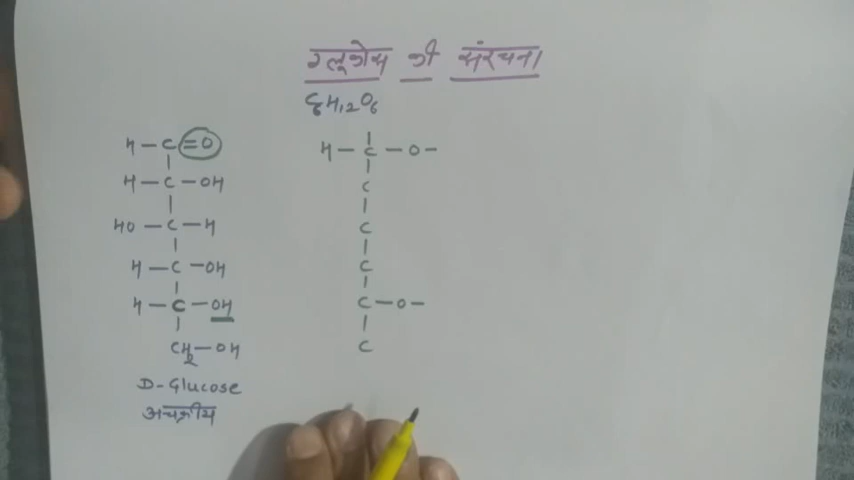 ग्लूकोस की संरचना
C6H12O6
H — C = O
H — C — OH
HO — C — H
H — C — OH
H — C — OH
CH2 — OH
D-Glucose
अचक्रीय
H — C — O —
C
C
C
C — O —
C